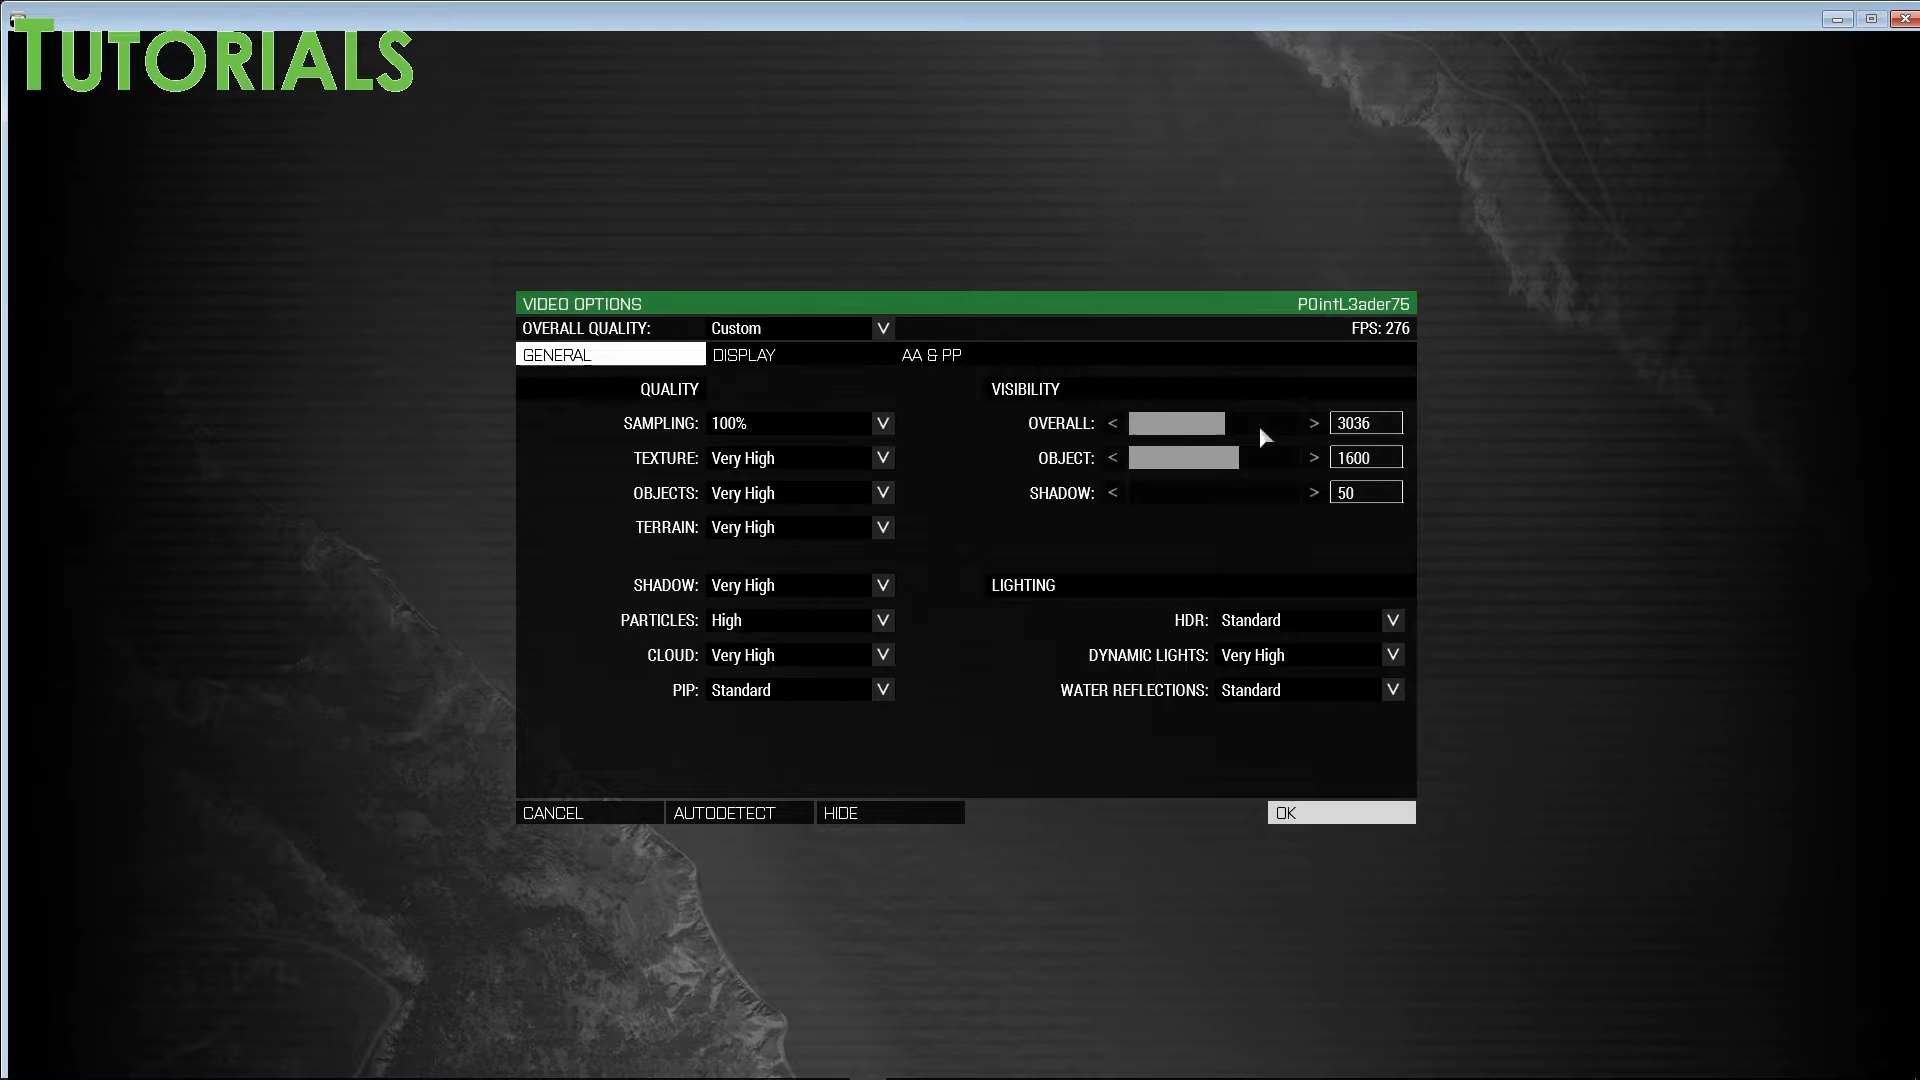 TUTORIALS
VIDEO OPTIONS P0intL3ader75
OVERALL QUALITY: Custom V FPS: 276
GENERAL DISPLAY AA & PP
QUALITY VISIBILITY
SAMPLING: 100% V OVERALL: < > 3036
TEXTURE: Very High V OBJECT: < > 1600
OBJECTS: Very High V SHADOW: < > 50
TERRAIN: Very High V
SHADOW: Very High V LIGHTING
PARTICLES: High V HDR: Standard V
CLOUD: Very High V DYNAMIC LIGHTS: Very High V
PIP: Standard V WATER REFLECTIONS: Standard V
CANCEL AUTODETECT HIDE OK